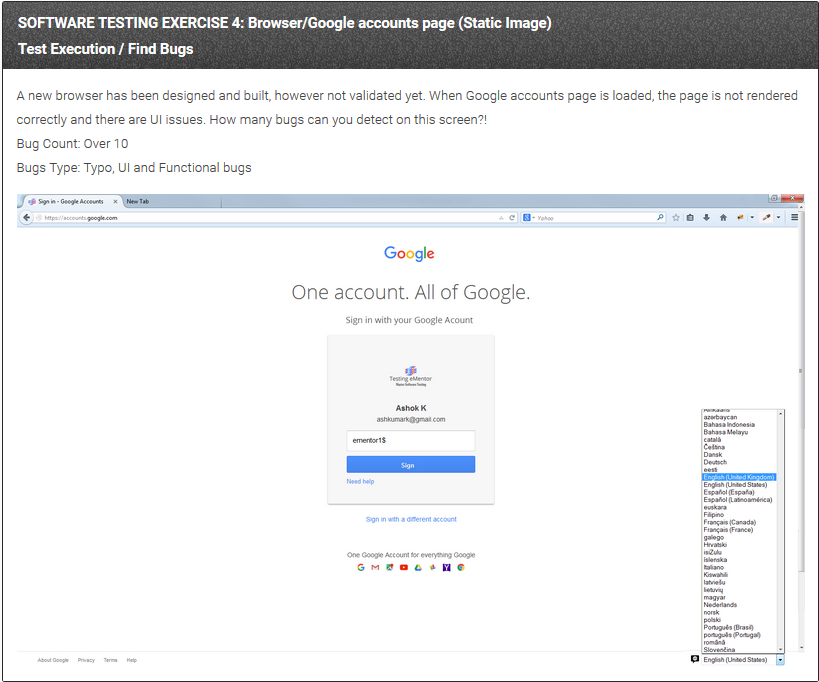 SOFTWARE TESTING EXERCISE 4: Browser/Google accounts page (Static Image)
Test Execution / Find Bugs
A new browser has been designed and built, however not validated yet. When Google accounts page is loaded, the page is not rendered
correctly and there are UI issues. How many bugs can you detect on this screen?!
Bug Count: Over 10
Bugs Type: Typo, UI and Functional bugs
Sign in - Google Accounts
New Tab
https://accounts.google.com
Yahoo
Google
One account. All of Google.
Sign in with your Google Acount
Testing eMentor
Master Software Testing
Ashok K
ashkumark@gmail.com
ementor1$
Sign
Need help
Sign in with a different account
One Google Account for everything Google
azərbaycan
Bahasa Indonesia
Bahasa Melayu
català
Čeština
Dansk
Deutsch
eesti
English (United Kingdom)
English (United States)
Español (España)
Español (Latinoamérica)
euskara
Filipino
Français (Canada)
Français (France)
galego
Hrvatski
isiZulu
íslenska
Italiano
Kiswahili
latviešu
lietuvių
magyar
Nederlands
norsk
polski
Português (Brasil)
português (Portugal)
română
Slovenčina
About Google Privacy Terms Help
English (United States)